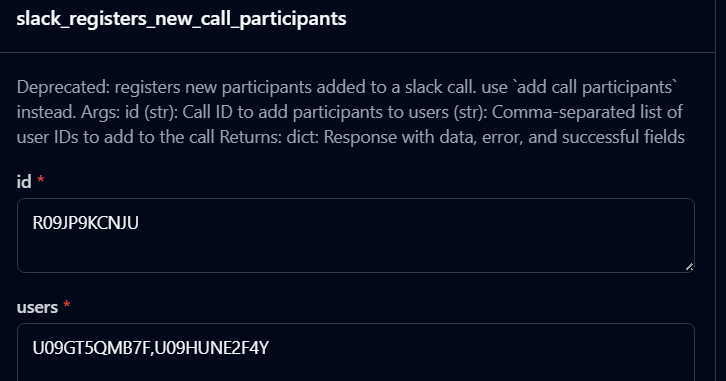 slack_registers_new_call_participants
Deprecated: registers new participants added to a slack call. use `add call participants`
instead. Args: id (str): Call ID to add participants to users (str): Comma-separated list of
user IDs to add to the call Returns: dict: Response with data, error, and successful fields
id *
R09JP9KCNJU
users *
U09GT5QMB7F,U09HUNE2F4Y